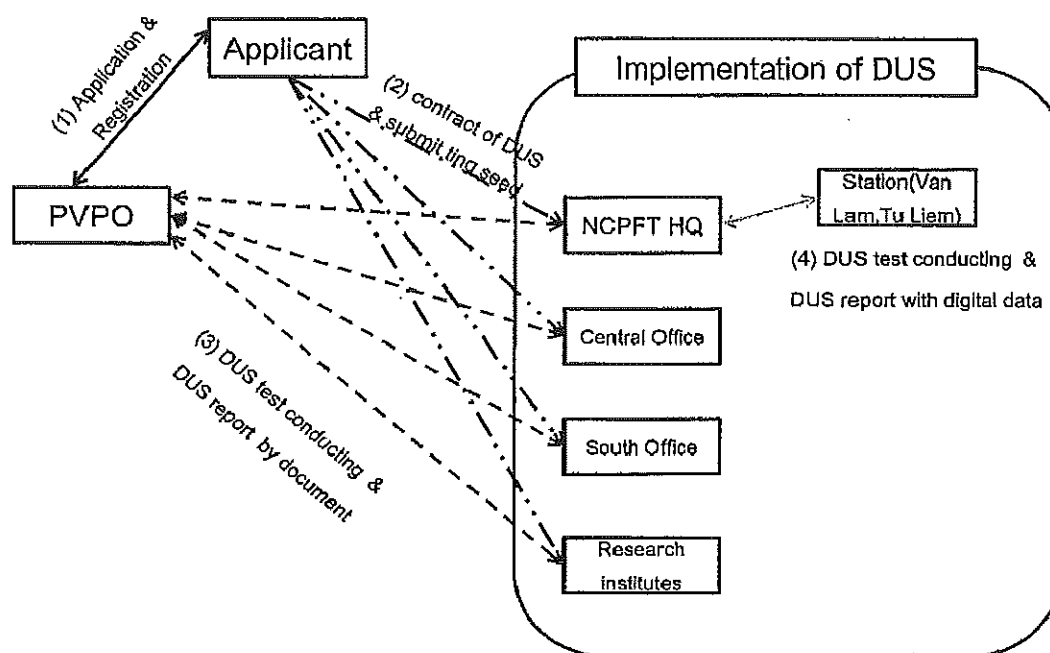 Applicant
Implementation of DUS
(1) Application &
Registration
(2) contract of DUS
& submit ting seed
PVPO
NCPFT HQ
Station(Van
Lam,Tu Liem)
(4) DUS test conducting &
DUS report with digital data
Central Office
(3) DUS test conducting &
DUS report by document
South Office
Research
institutes